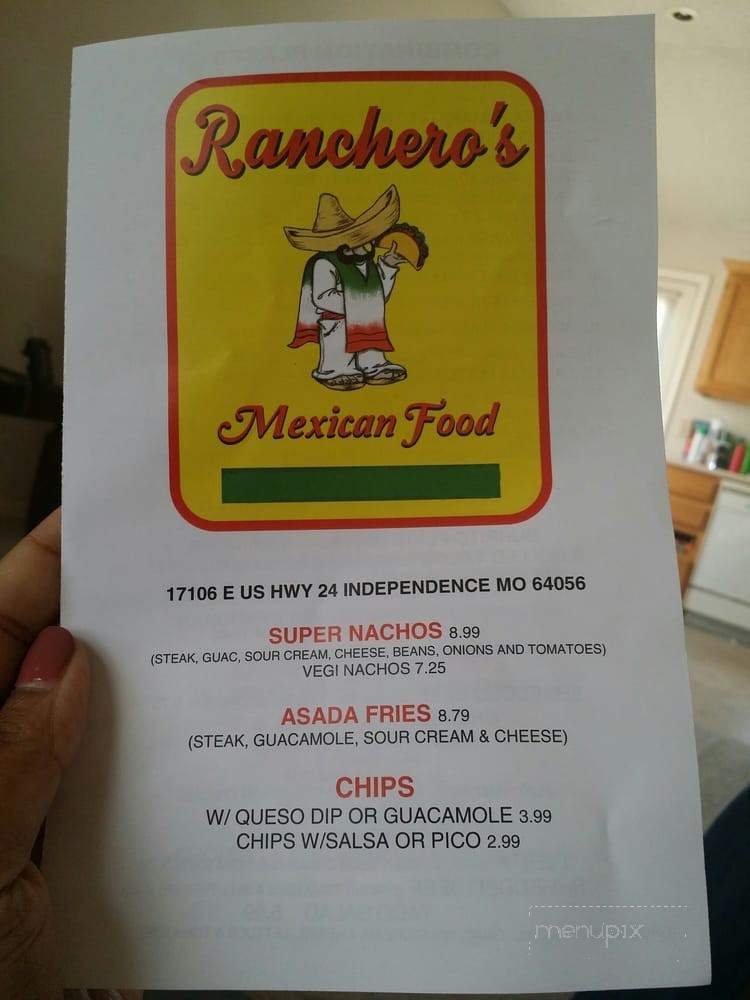 Ranchero's
Mexican Food
17106 E US HWY 24 INDEPENDENCE MO 64056
SUPER NACHOS 8.99
(STEAK, GUAC, SOUR CREAM, CHEESE, BEANS, ONIONS AND TOMATOES)
VEGI NACHOS 7.25
ASADA FRIES 8.79
(STEAK, GUACAMOLE, SOUR CREAM & CHEESE)
CHIPS
W/ QUESO DIP OR GUACAMOLE 3.99
CHIPS W/SALSA OR PICO 2.99
menupix